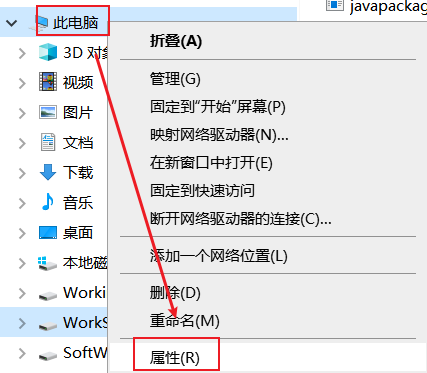 javapackag
此电脑
3D 对象
视频
图片
文档
下载
音乐
桌面
本地磁
Worki
WorkS
SoftW
折叠(A)
管理(G)
固定到"开始"屏幕(P)
映射网络驱动器(N)...
在新窗口中打开(E)
固定到快速访问
断开网络驱动器的连接(C)...
添加一个网络位置(L)
删除(D)
重命名(M)
属性(R)